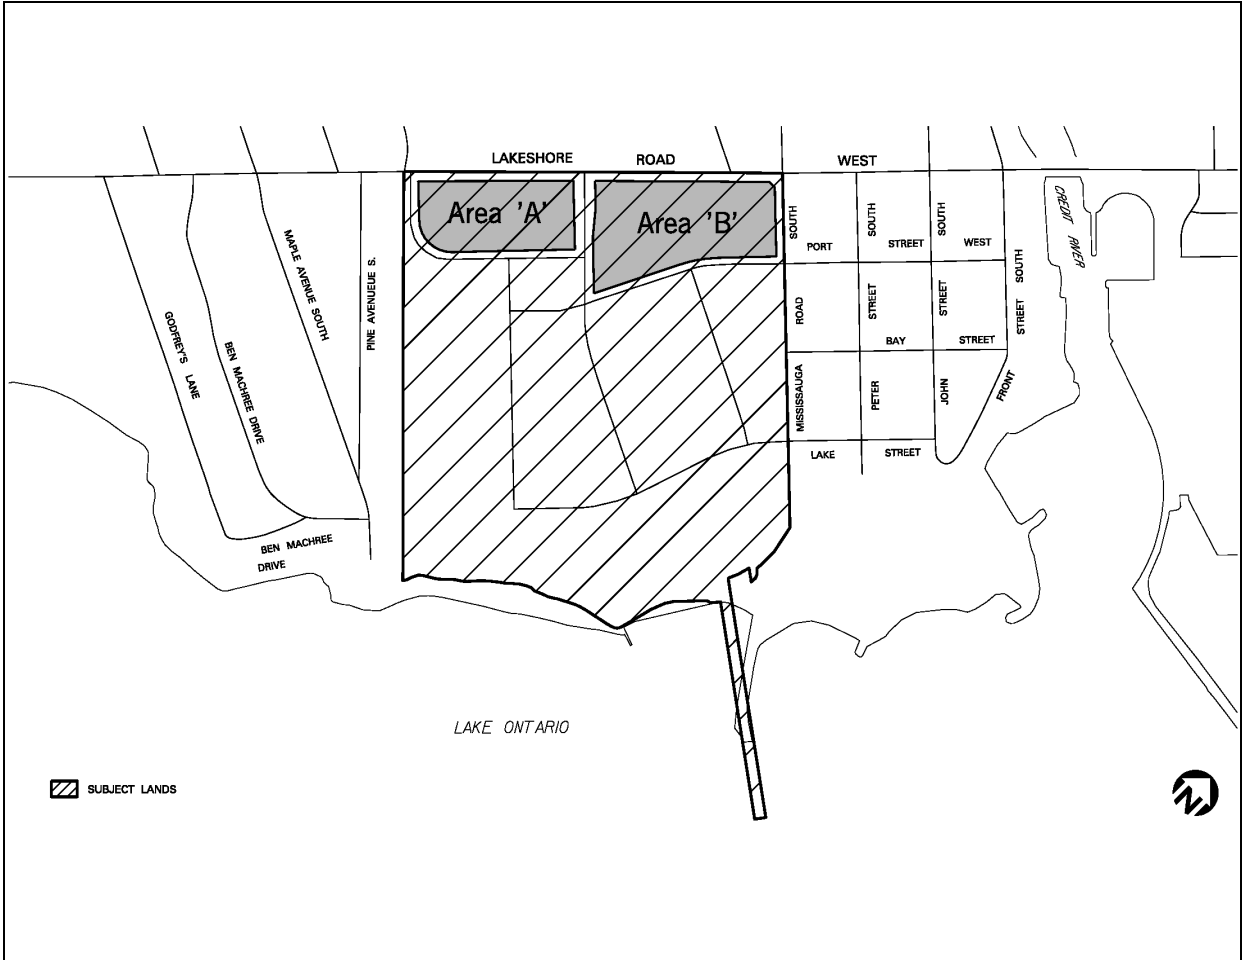 LAKESHORE ROAD WEST
Area 'A'
Area 'B'
GODFREY'S LANE
BEN MACHREE DRIVE
MAPLE AVENUE SOUTH
PINE AVENUEUE S.
BEN MACHREE
DRIVE
MISSISSAUGA ROAD SOUTH
PETER STREET SOUTH
JOHN STREET SOUTH
FRONT STREET SOUTH
PORT STREET WEST
BAY STREET
LAKE STREET
CREDIT RIVER
LAKE ONTARIO
SUBJECT LANDS
N